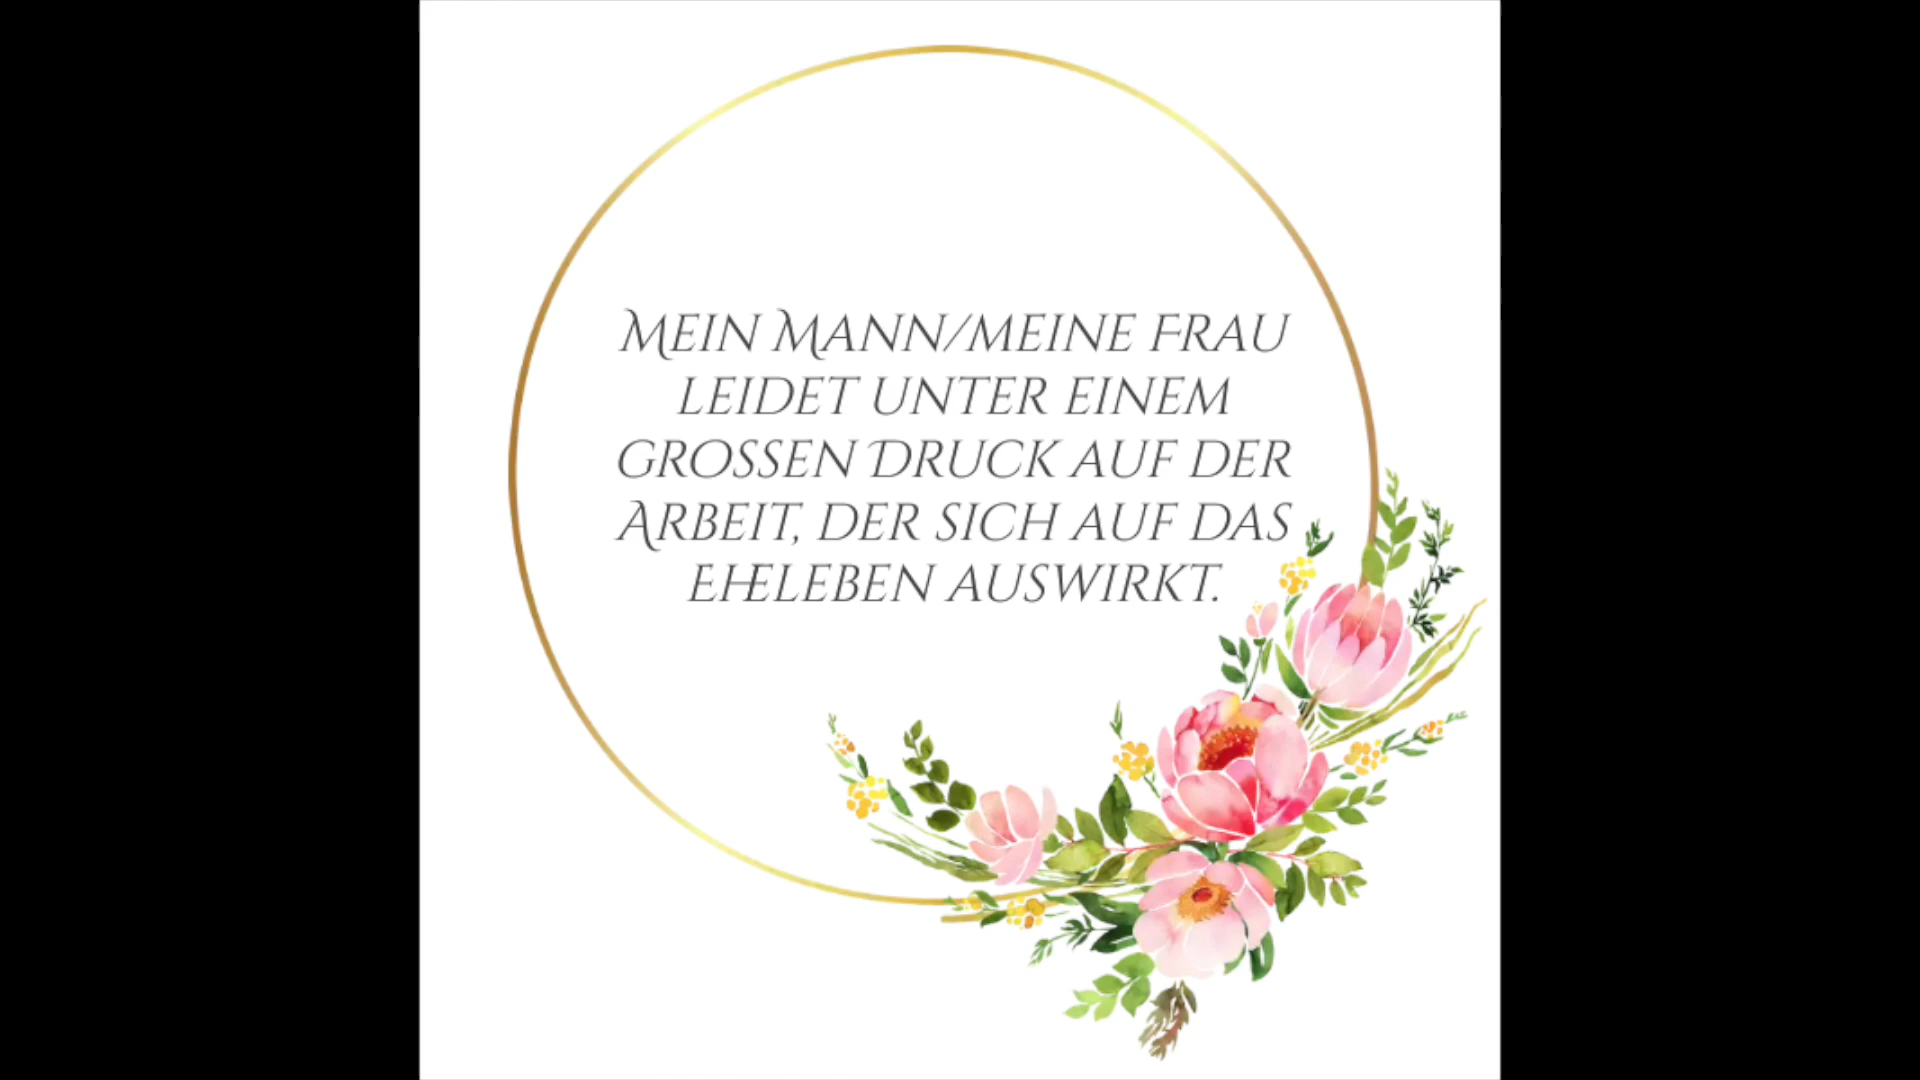 Mein Mann/meine Frau
leidet unter einem
grossen Druck auf der
Arbeit, der sich auf das
Eheleben auswirkt.